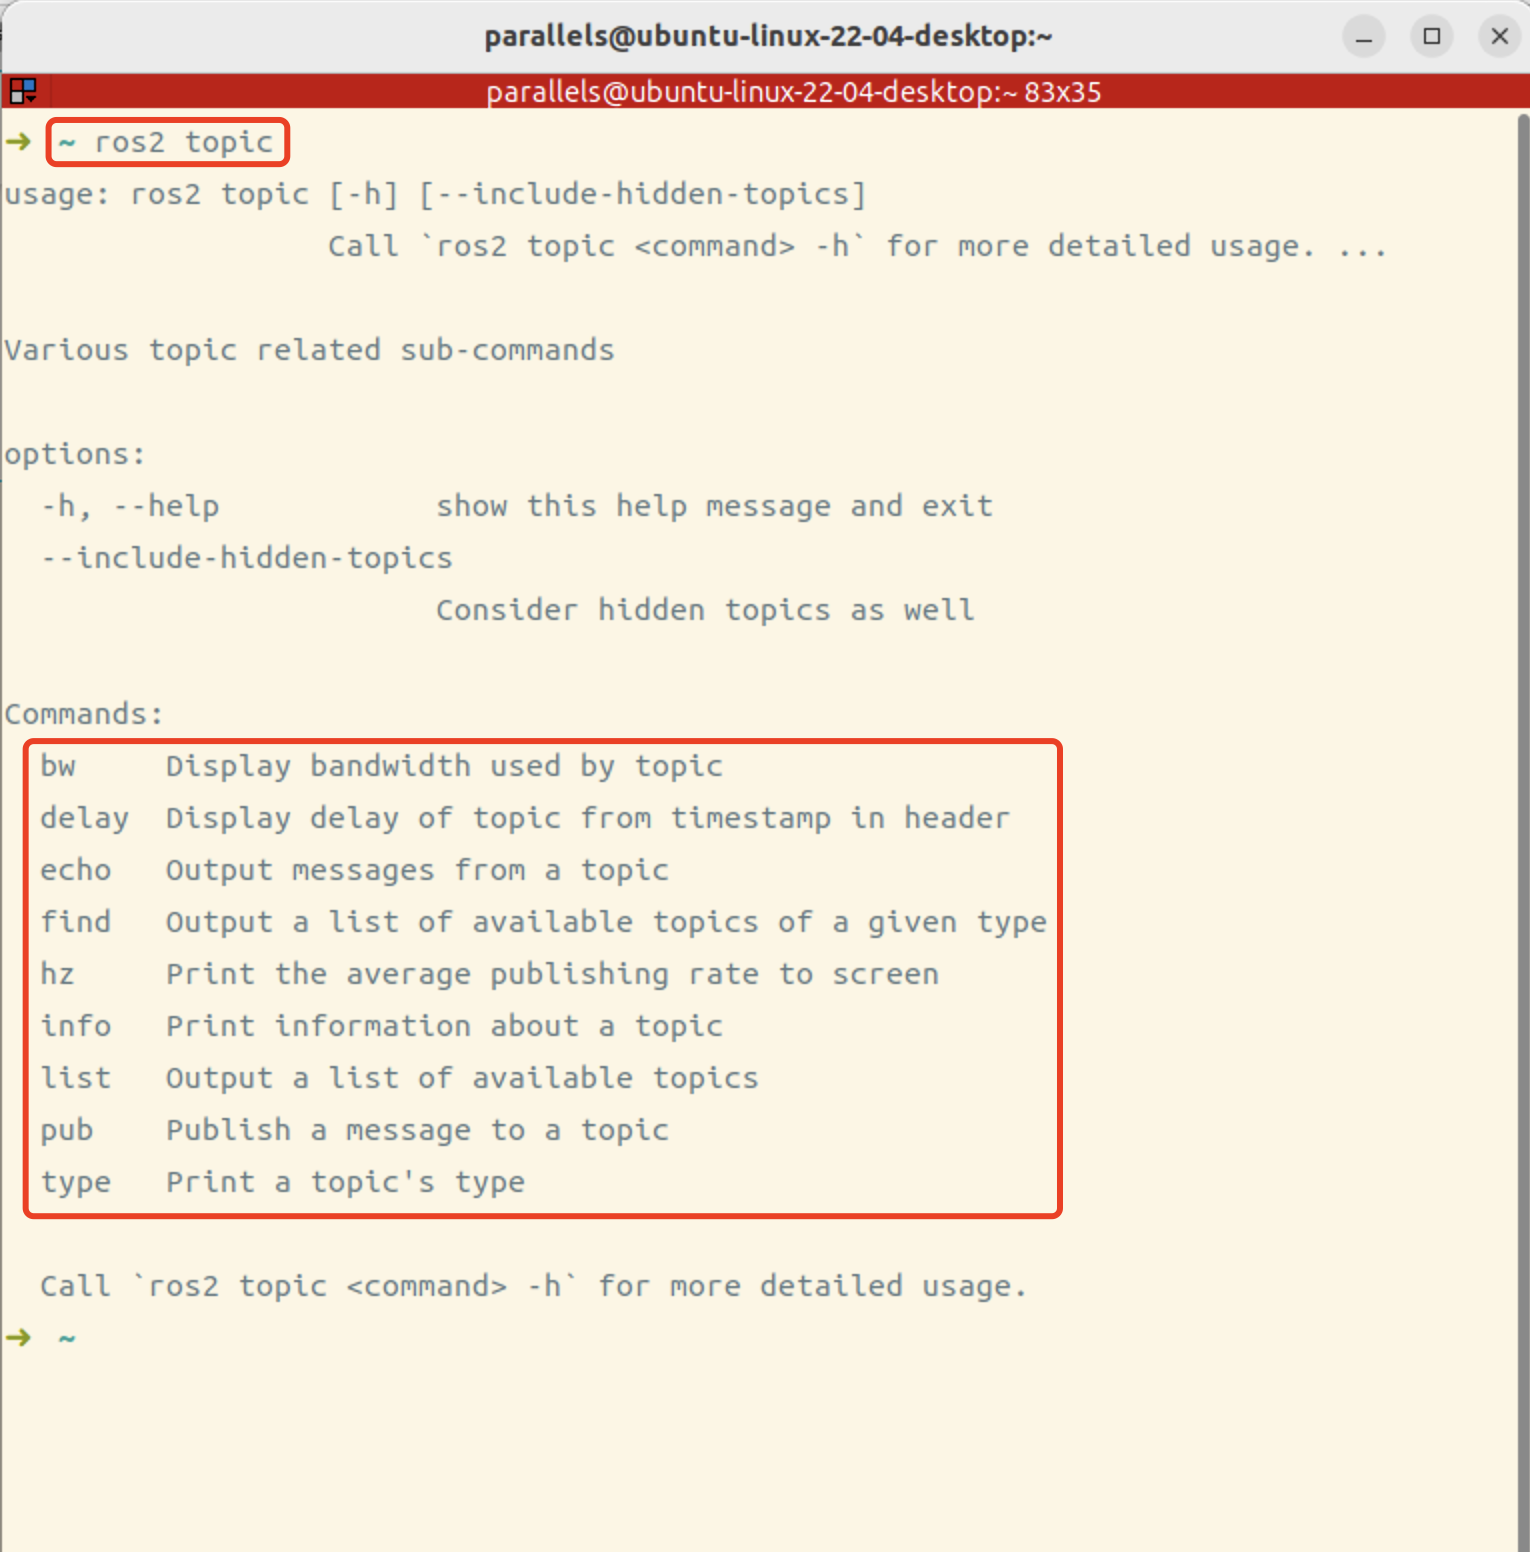 parallels@ubuntu-linux-22-04-desktop:~
parallels@ubuntu-linux-22-04-desktop:~ 83x35
➜  ~ ros2 topic
usage: ros2 topic [-h] [--include-hidden-topics]
                  Call `ros2 topic <command> -h` for more detailed usage. ...
Various topic related sub-commands
options:
  -h, --help            show this help message and exit
  --include-hidden-topics
                        Consider hidden topics as well
Commands:
  bw     Display bandwidth used by topic
  delay  Display delay of topic from timestamp in header
  echo   Output messages from a topic
  find   Output a list of available topics of a given type
  hz     Print the average publishing rate to screen
  info   Print information about a topic
  list   Output a list of available topics
  pub    Publish a message to a topic
  type   Print a topic's type
  Call `ros2 topic <command> -h` for more detailed usage.
➜  ~